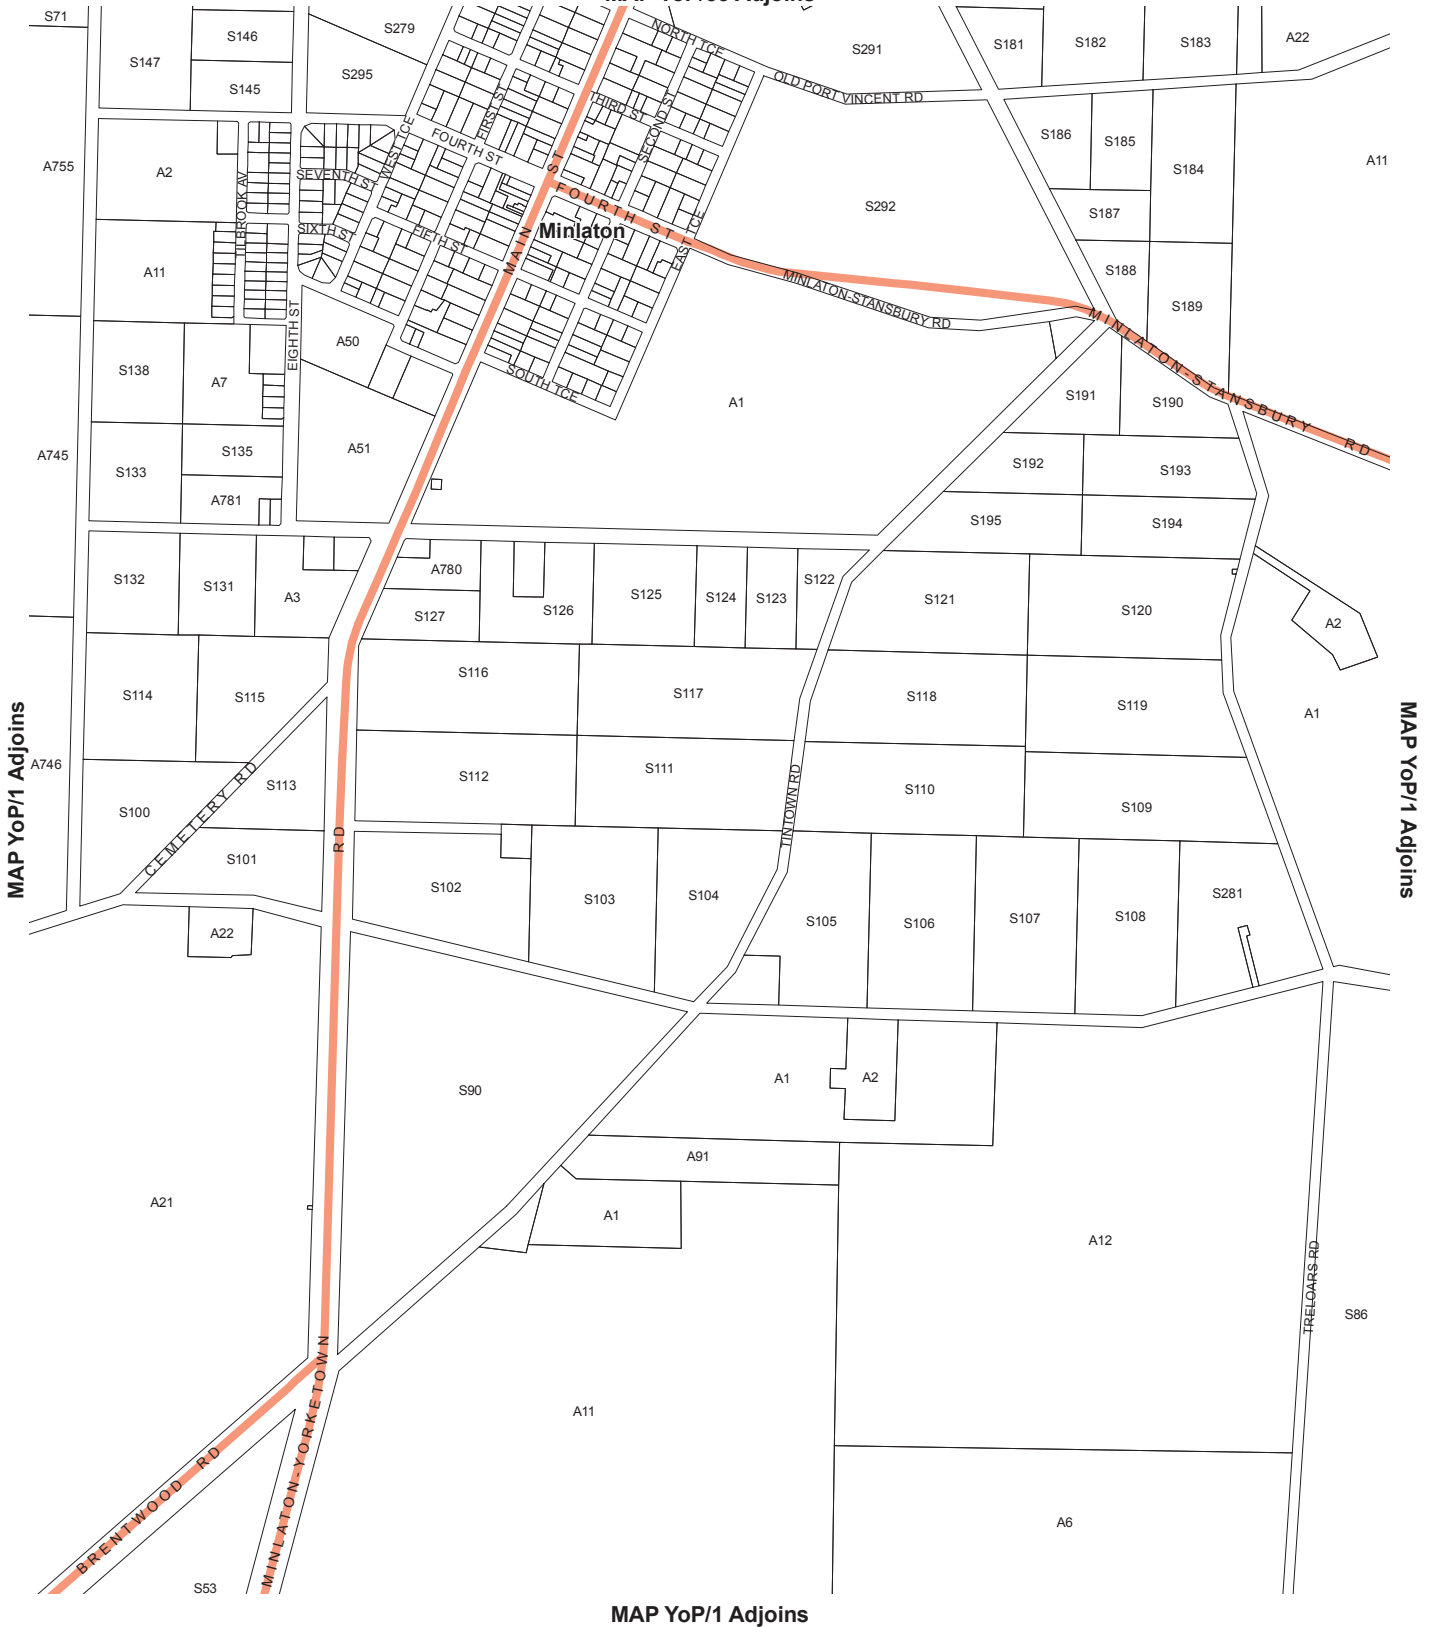 S71
S147
S146
S145
S279
S295
NORTH TCE
S291
S181
S182
S183
A22
OLD PORT VINCENT RD
THIRD ST
SECOND ST
FIRST ST
FOURTH ST
WEST TCE
A755
A2
TILBROOK AV
SEVENTH ST
SIXTH ST
FIFTH ST
MAIN ST
FOURTH ST
Minlaton
EAST TCE
S292
S186
S185
S184
A11
S187
S188
S189
A11
EIGHTH ST
MINLATON-STANSBURY RD
MINLATON-STANSBURY RD
A50
S138
A7
SOUTH TCE
A1
S191
S190
A745
S133
S135
A781
A51
S192
S193
S195
S194
S132
S131
A3
A780
S127
S126
S125
S124
S123
S122
S121
S120
A2
S114
S115
S116
S117
S118
S119
A1
MAP YoP/1 Adjoins
MAP YoP/1 Adjoins
A746
S100
CEMETERY RD
S113
S112
S111
TINTOWN RD
S110
S109
S101
RD
S102
S103
S104
S105
S106
S107
S108
S281
A22
S90
A1
A2
A91
A21
A1
A12
TRELOARS RD
S86
A11
BRENTWOOD RD
MINLATON-YORKETOWN
A6
S53
MAP YoP/1 Adjoins